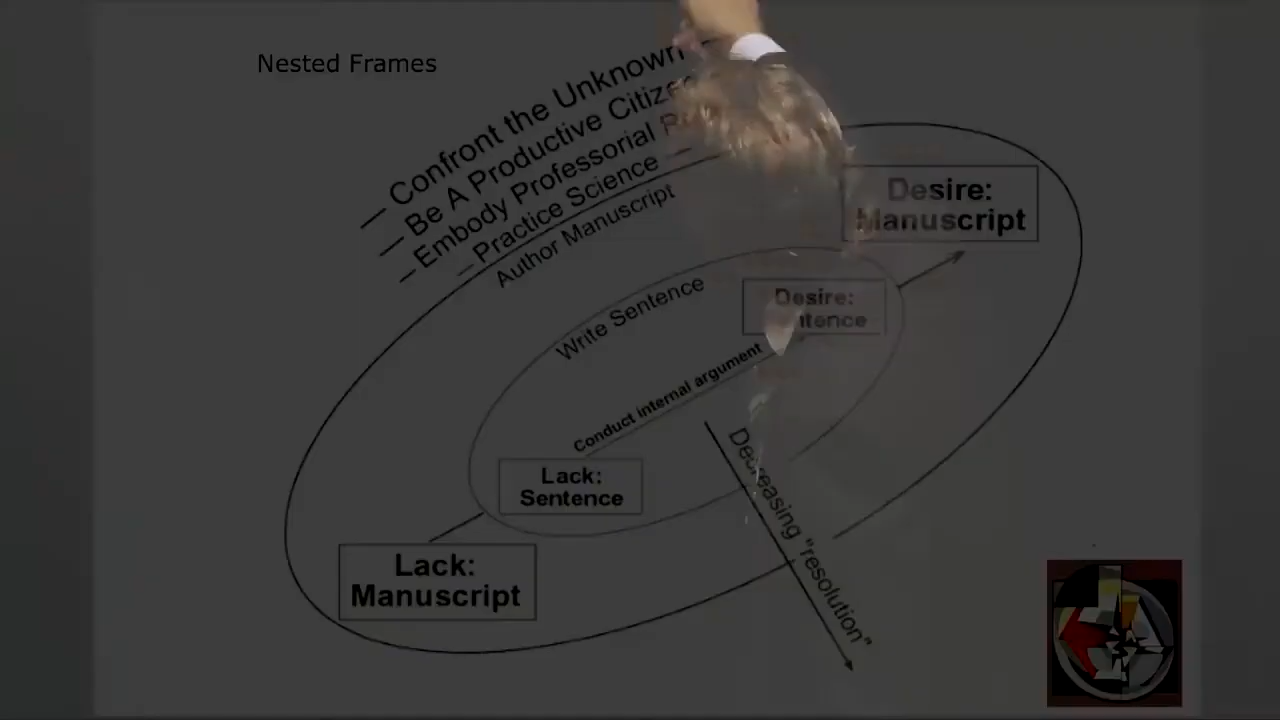 Nested Frames
Confront the Unknown
Be A Productive
Embody Professorial
Practice Science
Author Manuscript
Desire:
Manuscript
Write Sentence
Desire:
Conduct internal argument
Lack:
Sentence
Decreasing "resolution"
Lack:
Manuscript